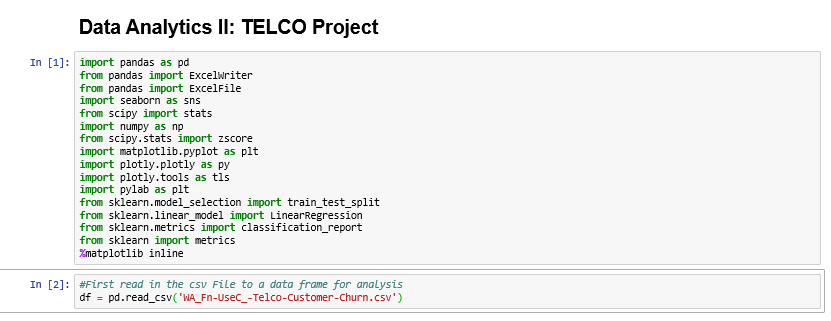 Data Analytics II: TELCO Project
In [1]: import pandas as pd
from pandas import ExcelWriter
from pandas import ExcelFile
import seaborn as sns
from scipy import stats
import numpy as np
from scipy.stats import zscore
import matplotlib.pyplot as plt
import plotly.plotly as py
import plotly.tools as tls
import pylab as plt
from sklearn.model_selection import train_test_split
from sklearn.linear_model import LinearRegression
from sklearn.metrics import classification_report
from sklearn import metrics
%matplotlib inline
In [2]: #First read in the csv File to a data frame for analysis
df = pd.read_csv('WA_Fn-UseC_-Telco-Customer-Churn.csv')